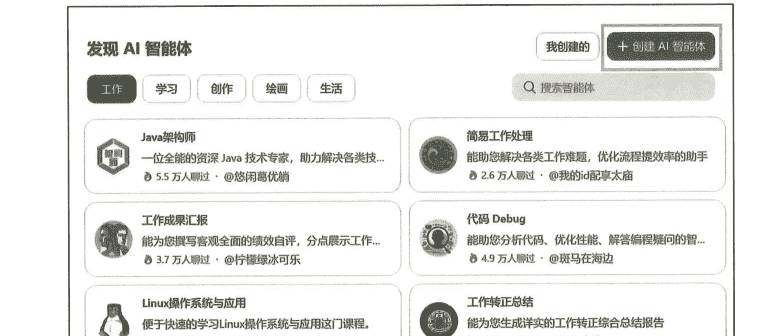 发现 AI 智能体
我创建的
+ 创建 AI 智能体
工作 学习 创作 绘画 生活
搜索智能体
Java架构师
一位全能的资深 Java 技术专家，助力解决各类技...
5.5 万人聊过 · @悠闲葛优躺
简易工作处理
能助您解决各类工作难题，优化流程提效率的助手
2.6 万人聊过 · @我的id配享太庙
工作成果汇报
能为您撰写客观全面的绩效自评，分点展示工作...
3.7 万人聊过 · @柠檬绿冰可乐
代码 Debug
能助您分析代码、优化性能、解答编程疑问的智...
4.9 万人聊过 · @斑马在海边
Linux操作系统与应用
便于快速的学习Linux操作系统与应用这门课程。
工作转正总结
能为您生成详实的工作转正综合总结报告